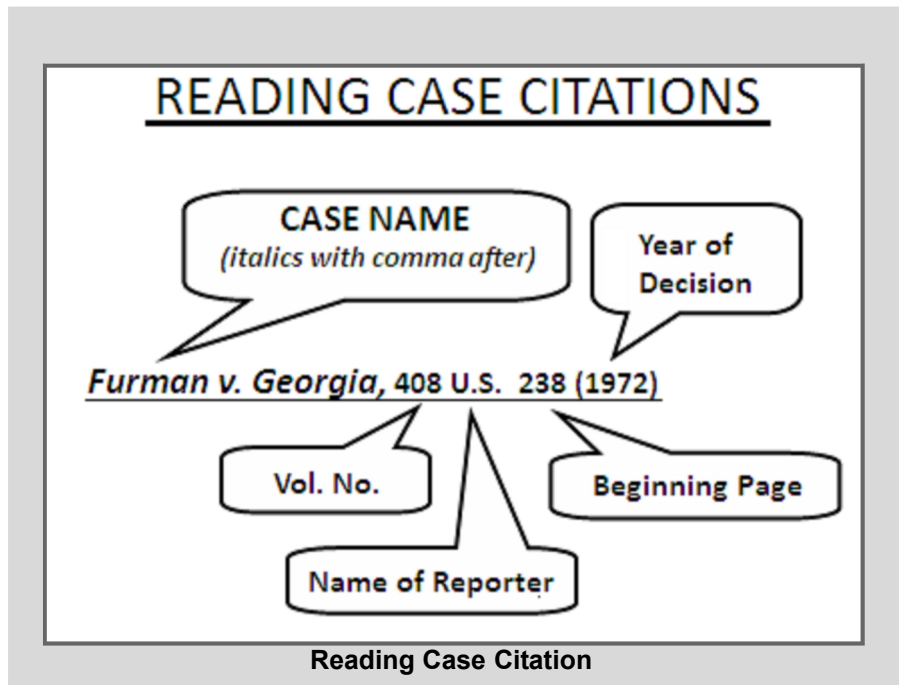 READING CASE CITATIONS
CASE NAME
(italics with comma after)
Year of
Decision
Furman v. Georgia, 408 U.S. 238 (1972)
Vol. No.
Beginning Page
Name of Reporter
Reading Case Citation